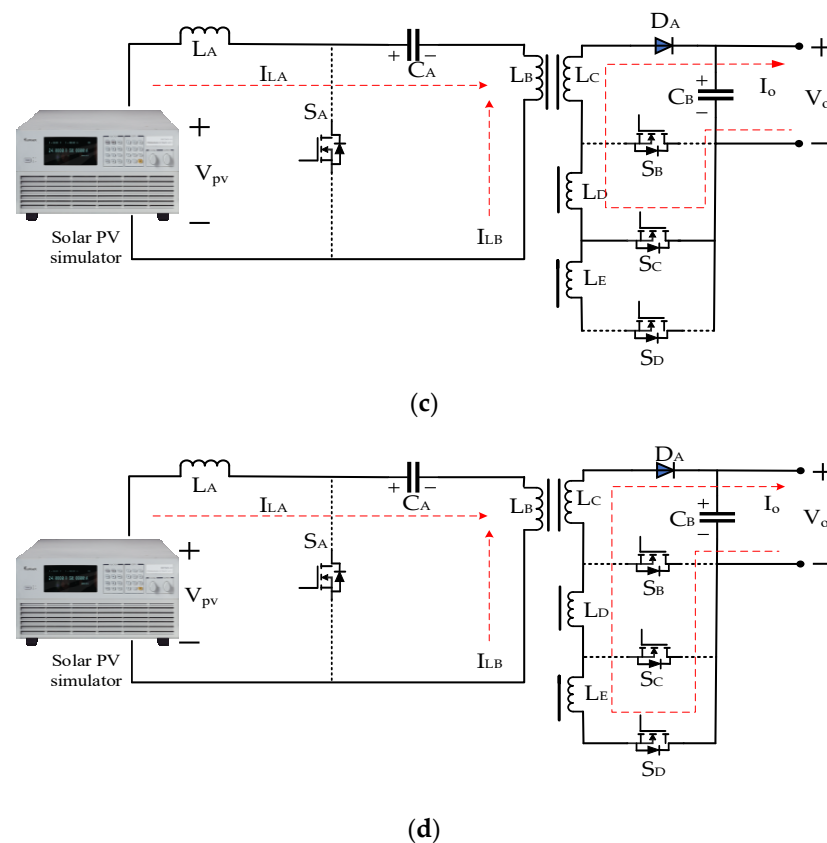 LA
CA
DA
ILA
LB
LC
CB
Io
Vo
+
−
SA
SB
+
Vpv
−
LD
SC
ILB
LE
Solar PV
simulator
SD
(c)
LA
CA
DA
ILA
LB
LC
CB
Io
Vo
+
−
SA
SB
+
Vpv
−
LD
SC
ILB
LE
Solar PV
simulator
SD
(d)